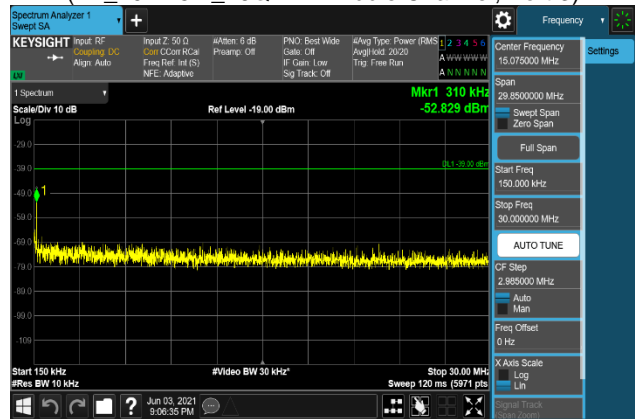 Spectrum Analyzer 1
Swept SA
Frequency
KEYSIGHT
Input: RF
Coupling: DC
Align: Auto
Input Z: 50 Ω
Corr CCorr RCal
Freq Ref: Int (S)
NFE: Adaptive
#Atten: 6 dB
Preamp: Off
PNO: Best Wide
Gate: Off
IF Gain: Low
Sig Track: Off
#Avg Type: Power (RMS
Avg|Hold: 20/20
Trig: Free Run
1 2 3 4 5 6
A W W W W W
A N N N N N
LW
1 Spectrum
Scale/Div 10 dB
Log
Ref Level -19.00 dBm
Mkr1 310 kHz
-52.829 dBm
DL1 -39.00 dBm
1
-29.0
-39.0
-49.0
-59.0
-69.0
-79.0
-89.0
-99.0
-109
Start 150 kHz
#Res BW 10 kHz
#Video BW 30 kHz*
Stop 30.00 MHz
Sweep 120 ms (5971 pts
Jun 03, 2021
9:06:35 PM
Center Frequency
15.075000 MHz
Settings
Span
29.8500000 MHz
Swept Span
Zero Span
Full Span
Start Freq
150.000 kHz
Stop Freq
30.000000 MHz
AUTO TUNE
CF Step
2.985000 MHz
Auto
Man
Freq Offset
0 Hz
X Axis Scale
Log
Lin
Signal Track
(Span Zoom)